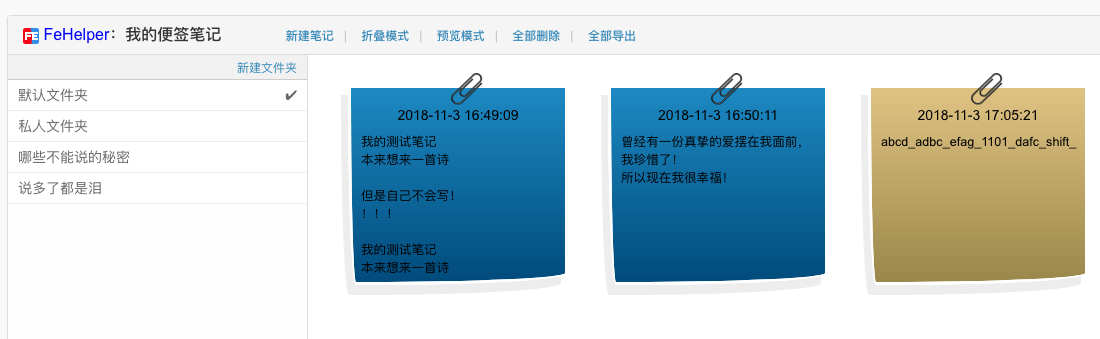 FeHelper：我的便签笔记
新建笔记 | 折叠模式 | 预览模式 | 全部删除 | 全部导出
新建文件夹
默认文件夹 ✔
私人文件夹
哪些不能说的秘密
说多了都是泪
2018-11-3 16:49:09
我的测试笔记
本来想来一首诗
但是自己不会写！
！！！
我的测试笔记
本来想来一首诗
2018-11-3 16:50:11
曾经有一份真挚的爱摆在我面前，
我珍惜了！
所以现在我很幸福！
2018-11-3 17:05:21
abcd_adbc_efag_1101_dafc_shift_